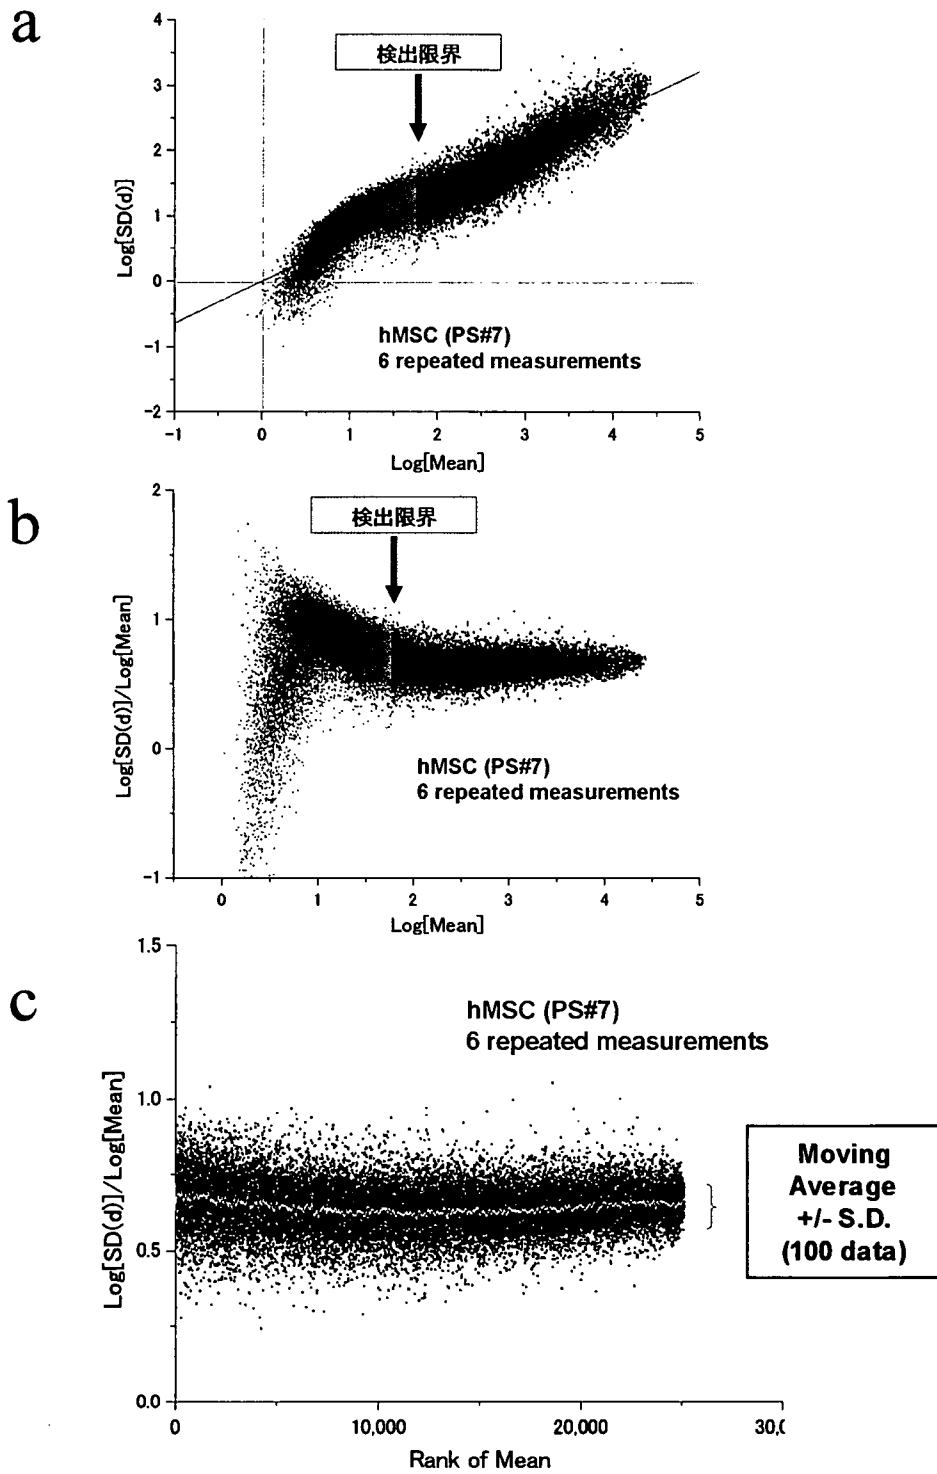 a
4
3
2
1
0
−1
−2
Log[SD(d)]
検出限界
hMSC (PS#7)
6 repeated measurements
-1
0
1
2
3
4
5
Log[Mean]
b
2
1
0
-1
Log[SD(d)]/Log[Mean]
検出限界
hMSC (PS#7)
6 repeated measurements
0
1
2
3
4
5
Log[Mean]
c
1.5
1.0
0.5
0.0
Log[SD(d)]/Log[Mean]
hMSC (PS#7)
6 repeated measurements
Moving
Average
+/- S.D.
(100 data)
0
10,000
20,000
30,0
Rank of Mean